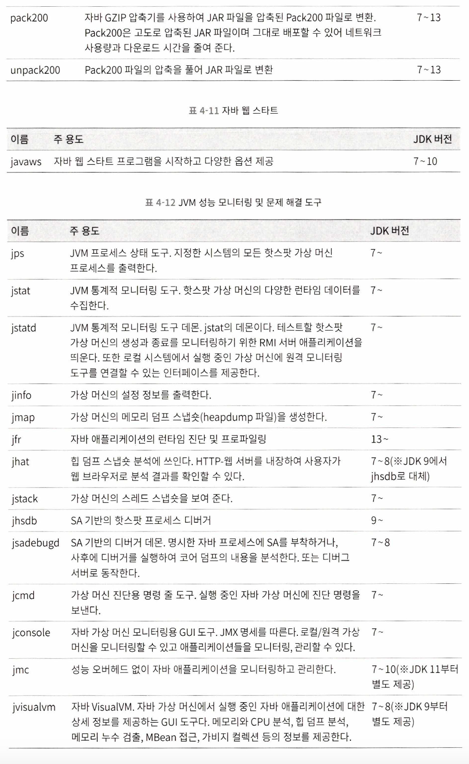 pack200 자바 GZIP 압축기를 사용하여 JAR 파일을 압축된 Pack200 파일로 변환. 7~13
Pack200은 고도로 압축된 JAR 파일이며 그대로 배포할 수 있어 네트워크
사용량과 다운로드 시간을 줄여 준다.
unpack200 Pack200 파일의 압축을 풀어 JAR 파일로 변환 7~13
표 4-11 자바 웹 스타트
이름 주 용도 JDK 버전
javaws 자바 웹 스타트 프로그램을 시작하고 다양한 옵션 제공 7~10
표 4-12 JVM 성능 모니터링 및 문제 해결 도구
이름 주 용도 JDK 버전
jps JVM 프로세스 상태 도구. 지정한 시스템의 모든 핫스팟 가상 머신 7~
프로세스를 출력한다.
jstat JVM 통계적 모니터링 도구. 핫스팟 가상 머신의 다양한 런타임 데이터를 7~
수집한다.
jstatd JVM 통계적 모니터링 도구 데몬. jstat의 데몬이다. 테스트할 핫스팟 7~
가상 머신의 생성과 종료를 모니터링하기 위한 RMI 서버 애플리케이션을
띄운다. 또한 로컬 시스템에서 실행 중인 가상 머신에 원격 모니터링
도구를 연결할 수 있는 인터페이스를 제공한다.
jinfo 가상 머신의 설정 정보를 출력한다. 7~
jmap 가상 머신의 메모리 덤프 스냅숏(heapdump 파일)을 생성한다. 7~
jfr 자바 애플리케이션의 런타임 진단 및 프로파일링 13~
jhat 힙 덤프 스냅숏 분석에 쓰인다. HTTP-웹 서버를 내장하여 사용자가 7~8(※JDK 9에서
웹 브라우저로 분석 결과를 확인할 수 있다. jhsdb로 대체)
jstack 가상 머신의 스레드 스냅숏을 보여 준다. 7~
jhsdb SA 기반의 핫스팟 프로세스 디버거 9~
jsadebugd SA 기반의 디버거 데몬. 명시한 자바 프로세스에 SA를 부착하거나, 7~8
사후에 디버거를 실행하여 코어 덤프의 내용을 분석한다. 또는 디버그
서버로 동작한다.
jcmd 가상 머신 진단용 명령 줄 도구. 실행 중인 자바 가상 머신에 진단 명령을 7~
보낸다.
jconsole 자바 가상 머신 모니터링용 GUI 도구. JMX 명세를 따른다. 로컬/원격 가상 7~
머신을 모니터링할 수 있고 애플리케이션들을 모니터링, 관리할 수 있다.
jmc 성능 오버헤드 없이 자바 애플리케이션을 모니터링하고 관리한다. 7~10(※JDK 11부터
별도 제공)
jvisualvm 자바 VisualVM. 자바 가상 머신에서 실행 중인 자바 애플리케이션에 대한 7~8(※JDK 9부터
상세 정보를 제공하는 GUI 도구다. 메모리와 CPU 분석, 힙 덤프 분석, 별도 제공)
메모리 누수 검출, MBean 접근, 가비지 컬렉션 등의 정보를 제공한다.